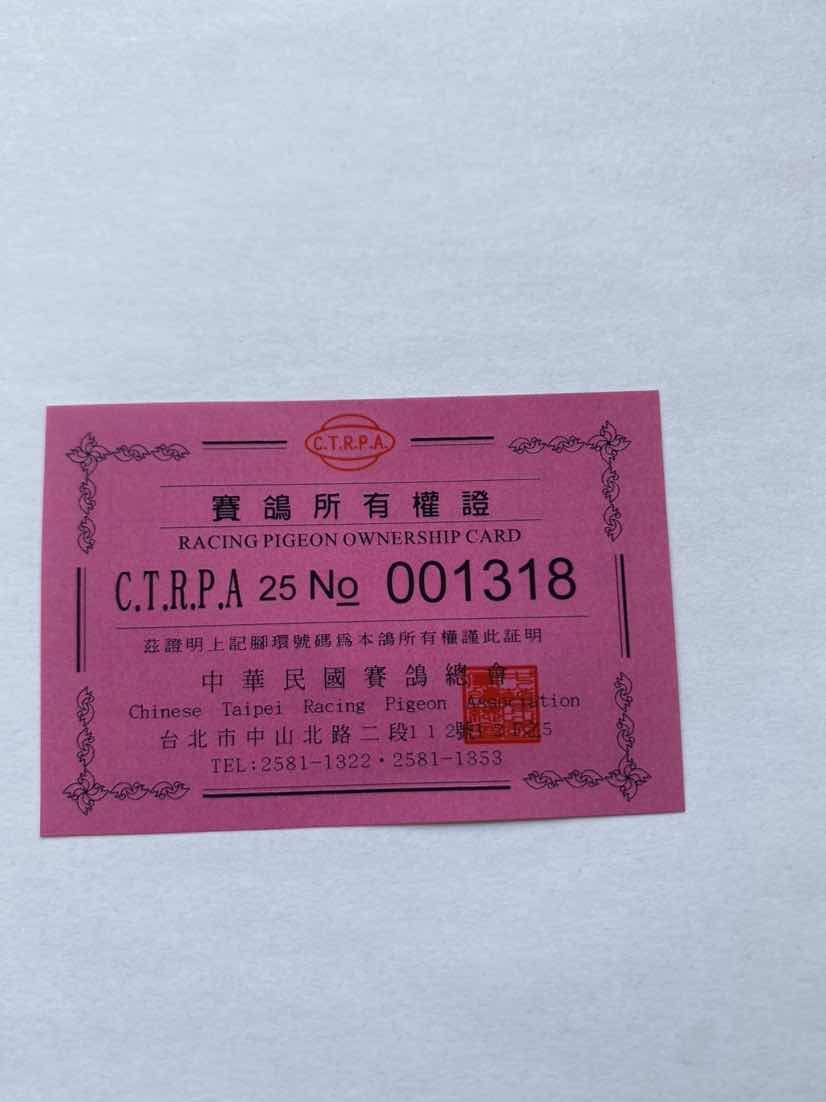 C.T.R.P.A.
賽鴿所有權證
RACING PIGEON OWNERSHIP CARD
C.T.R.P.A 25 No 001318
茲證明上記腳環號碼為本鴿所有權謹此証明
中華民國賽鴿總會
Chinese Taipei Racing Pigeon Association
台北市中山北路二段112號
TEL:2581-1322·2581-1353